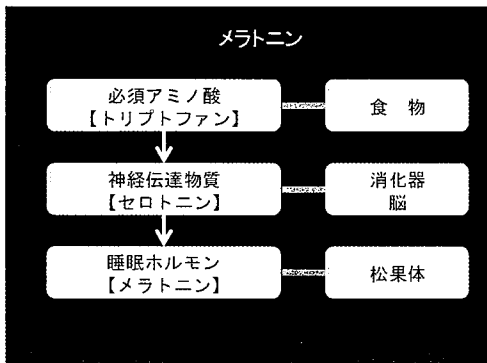 メラトニン
必須アミノ酸
【トリプトファン】
食 物
神経伝達物質
【セロトニン】
消化器
脳
睡眠ホルモン
【メラトニン】
松果体